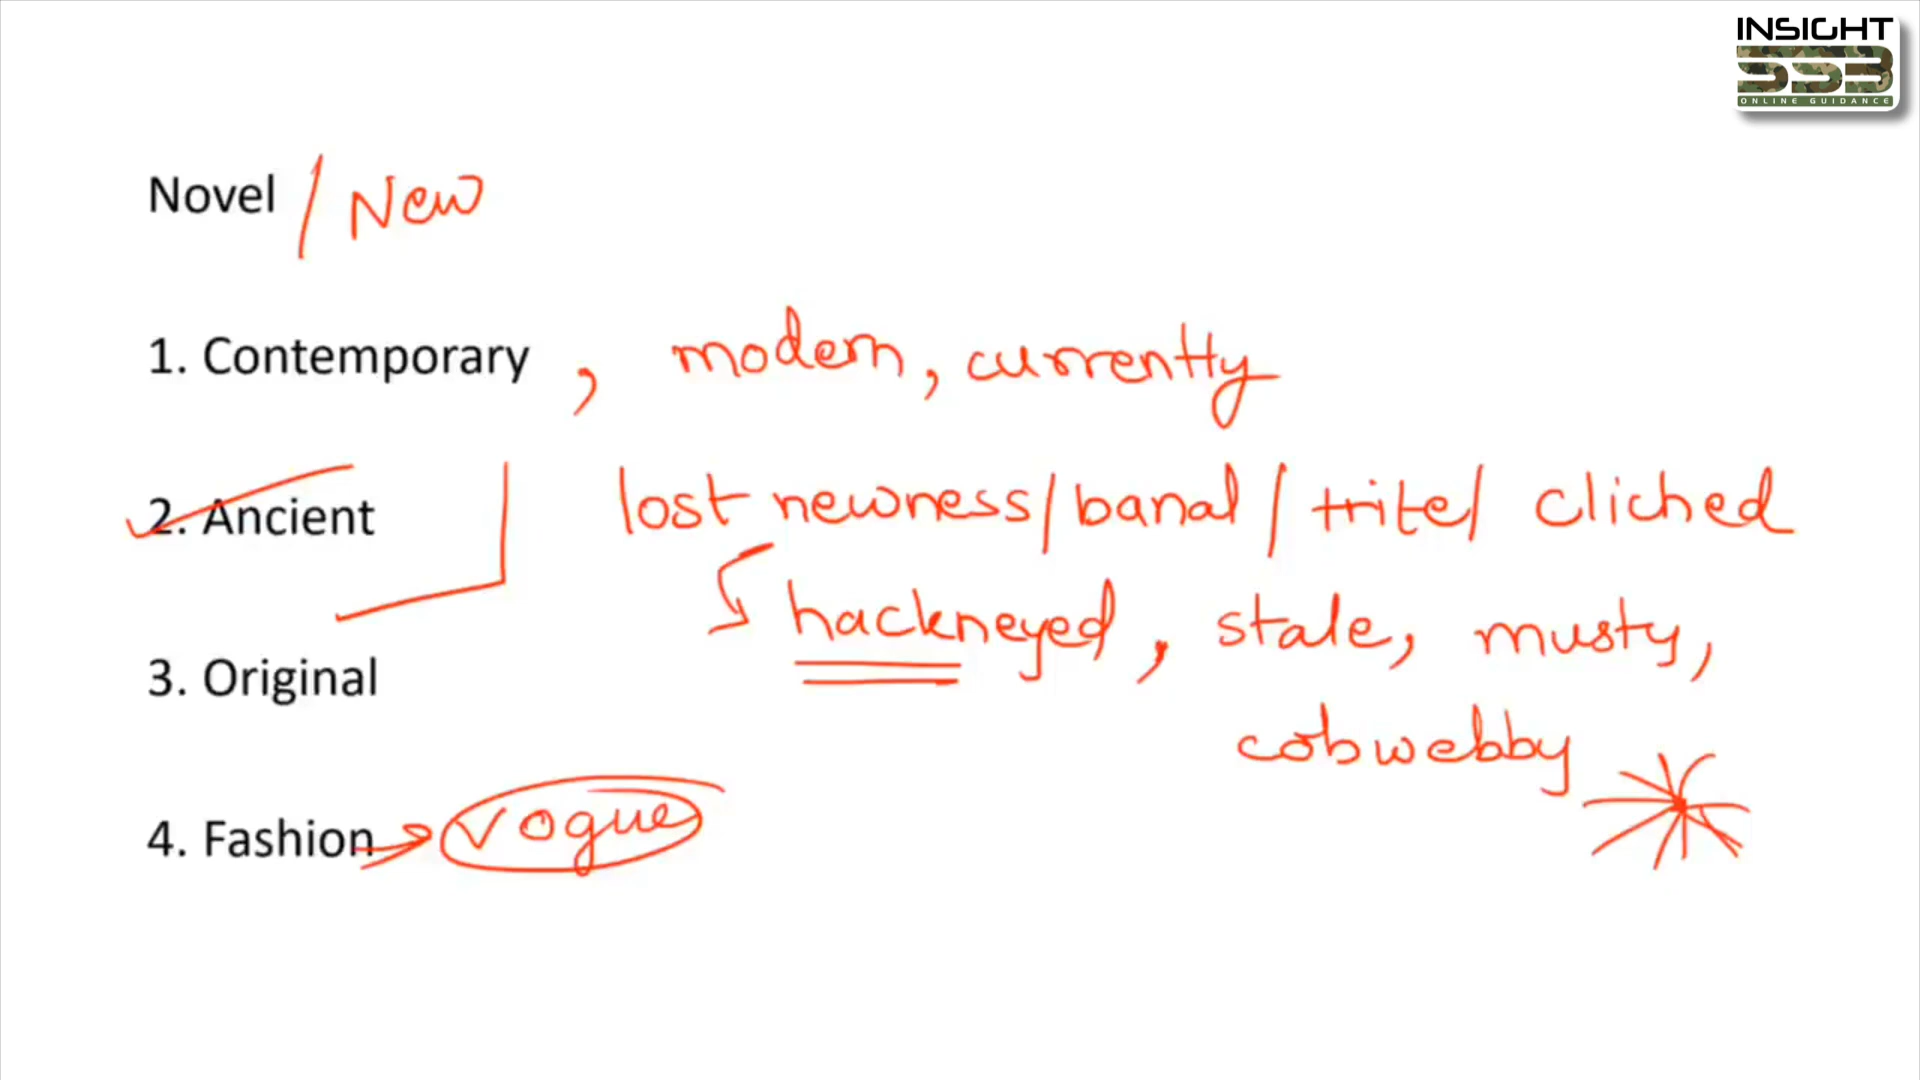 INSIGHT
SSB
ONLINE GUIDANCE
Novel / New
1. Contemporary , modern, currently
2. Ancient lost newness/banal/trite/ cliched
hackneyed, stale, musty,
3. Original
cobwebby
4. Fashion → vogue